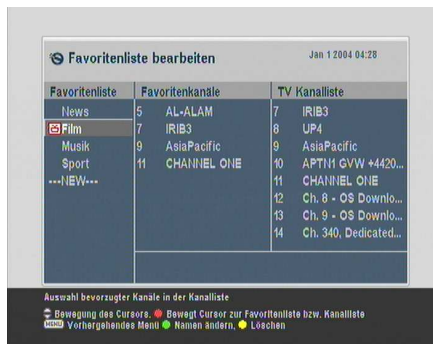 Favoritenliste bearbeiten
Jan 1 2004 04:28
Favoritenliste Favoritenkanäle TV Kanalliste
News 5 AL-ALAM 7 IRIB3
Film 7 IRIB3 8 UP4
Musik 9 AsiaPacific 9 AsiaPacific
Sport 11 CHANNEL ONE 10 APTN1 GVW +4420...
---NEW--- 11 CHANNEL ONE
12 Ch. 8 - OS Downlo...
13 Ch. 9 - OS Downlo...
14 Ch. 340, Dedicated...
Auswahl bevorzugter Kanäle in der Kanalliste
Bewegung des Cursors. Bewegt Cursor zur Favoritenliste bzw. Kanalliste
MENU Vorhergehendes Menü Namen ändern, Löschen